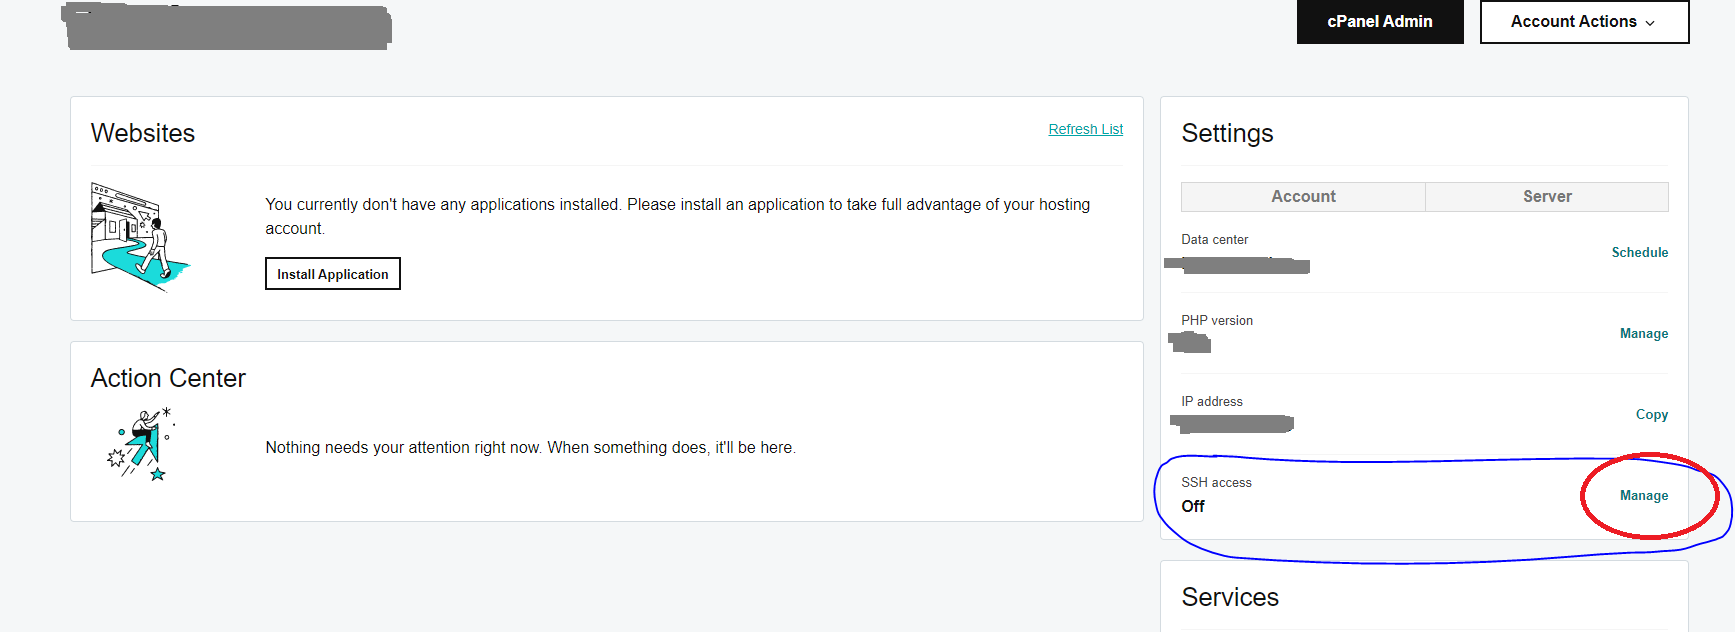 cPanel Admin
Account Actions
Websites
Refresh List
You currently don't have any applications installed. Please install an application to take full advantage of your hosting
account.
Install Application
Action Center
Nothing needs your attention right now. When something does, it'll be here.
Settings
Account
Server
Data center
Schedule
PHP version
Manage
IP address
Copy
SSH access
Off
Manage
Services